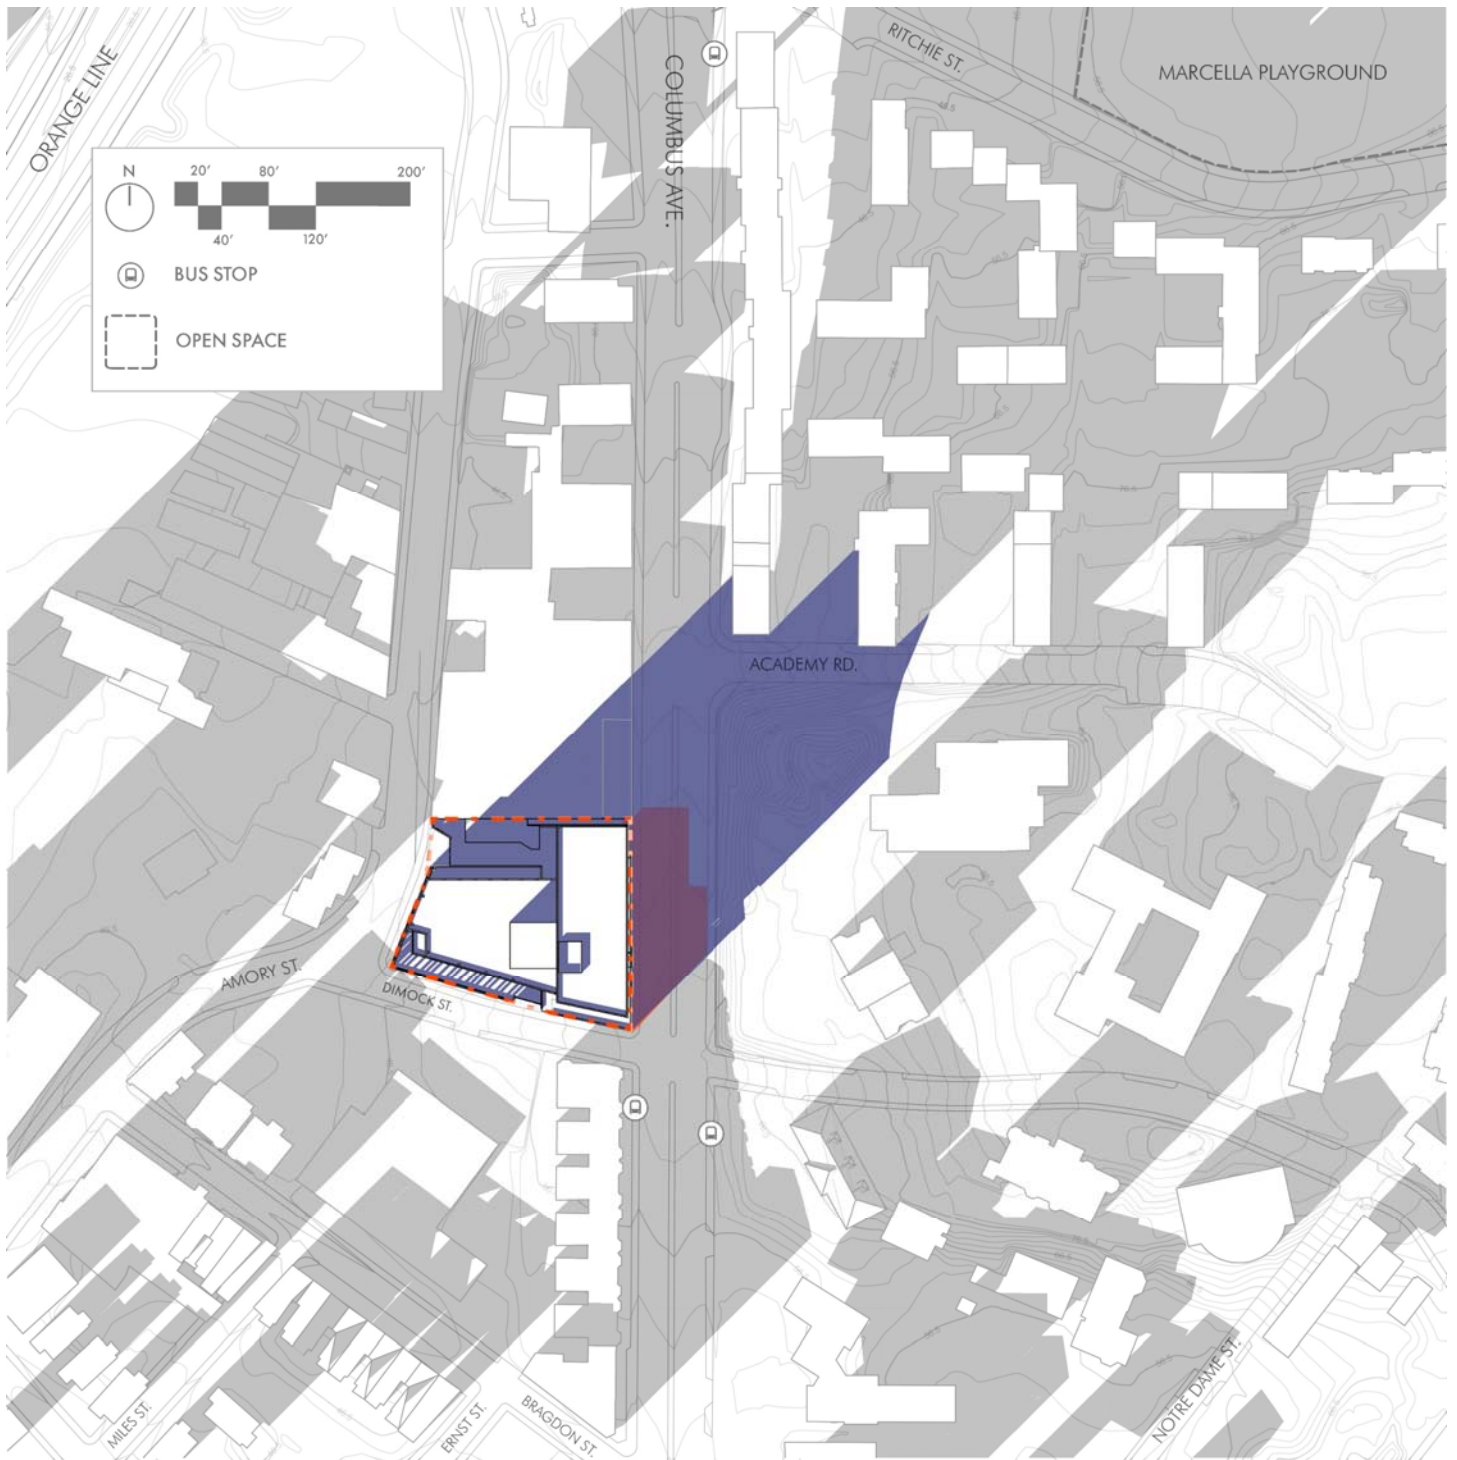 ORANGE LINE
COLUMBUS AVE.
RITCHIE ST.
MARCELLA PLAYGROUND
N
20'
80'
200'
40'
120'
BUS STOP
OPEN SPACE
ACADEMY RD.
AMORY ST.
DIMOCK ST.
MILES ST.
ERNST ST.
BRAGDON ST.
NOTRE DAME ST.